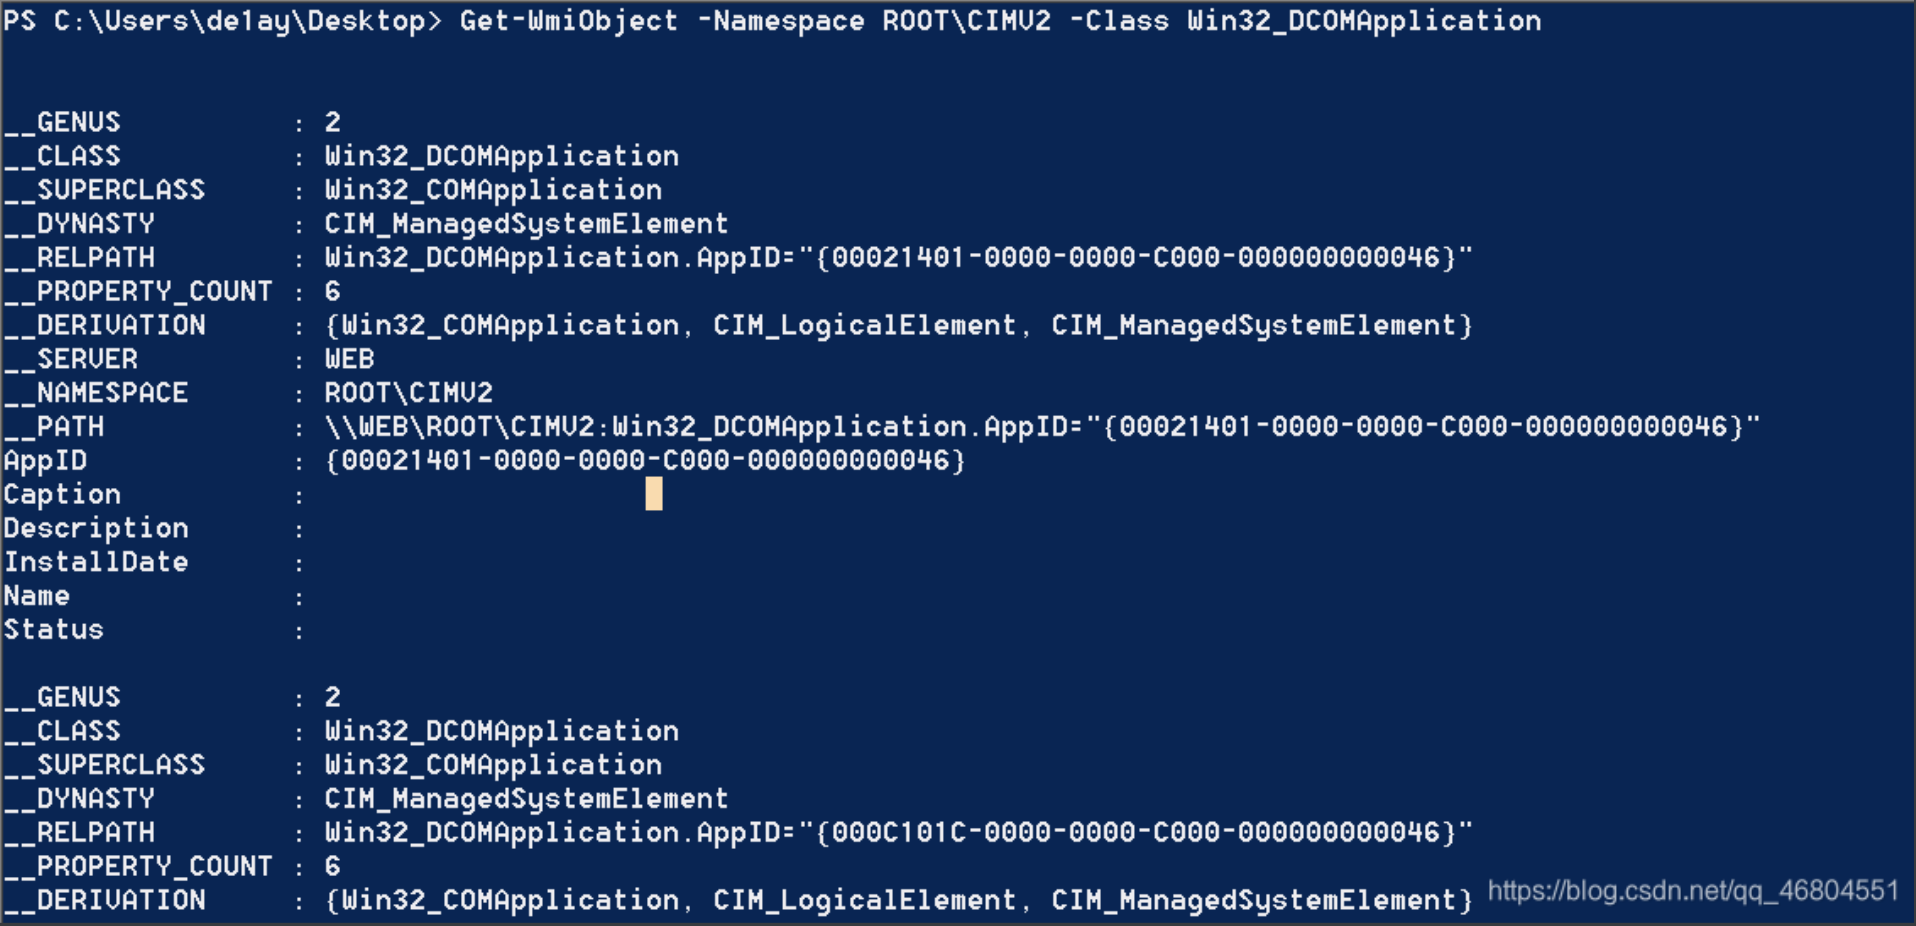 PS C:\Users\de1ay\Desktop> Get-WmiObject -Namespace ROOT\CIMV2 -Class Win32_DCOMApplication
__GENUS : 2
__CLASS : Win32_DCOMApplication
__SUPERCLASS : Win32_COMApplication
__DYNASTY : CIM_ManagedSystemElement
__RELPATH : Win32_DCOMApplication.AppID="{00021401-0000-0000-C000-000000000046}"
__PROPERTY_COUNT : 6
__DERIVATION : {Win32_COMApplication, CIM_LogicalElement, CIM_ManagedSystemElement}
__SERVER : WEB
__NAMESPACE : ROOT\CIMV2
__PATH : \\WEB\ROOT\CIMV2:Win32_DCOMApplication.AppID="{00021401-0000-0000-C000-000000000046}"
AppID : {00021401-0000-0000-C000-000000000046}
Caption :
Description :
InstallDate :
Name :
Status :
__GENUS : 2
__CLASS : Win32_DCOMApplication
__SUPERCLASS : Win32_COMApplication
__DYNASTY : CIM_ManagedSystemElement
__RELPATH : Win32_DCOMApplication.AppID="{000C101C-0000-0000-C000-000000000046}"
__PROPERTY_COUNT : 6
__DERIVATION : {Win32_COMApplication, CIM_LogicalElement, CIM_ManagedSystemElement}
https://blog.csdn.net/qq_46804551